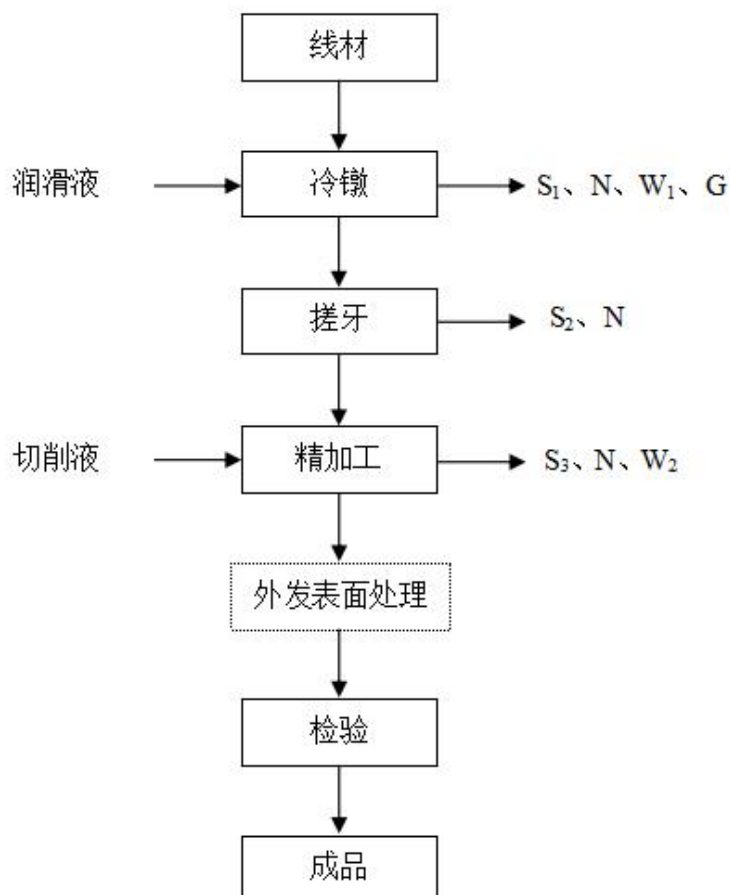 线材
润滑液 冷镦 S₁、N、W₁、G
搓牙 S₂、N
切削液 精加工 S₃、N、W₂
外发表面处理
检验
成品